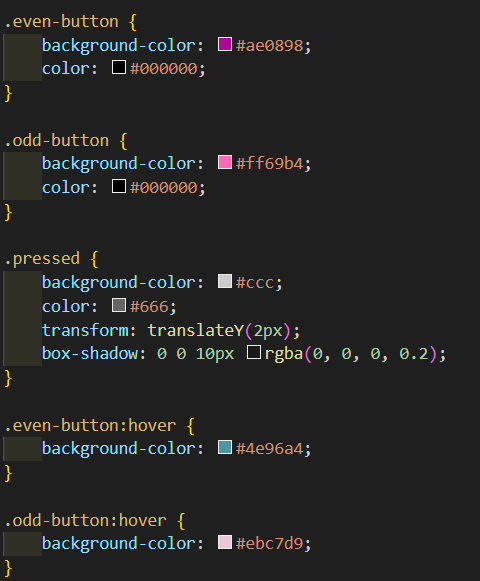 .even-button {
    background-color: #ae0898;
    color: #000000;
}

.odd-button {
    background-color: #ff69b4;
    color: #000000;
}

.pressed {
    background-color: #ccc;
    color: #666;
    transform: translateY(2px);
    box-shadow: 0 0 10px rgba(0, 0, 0, 0.2);
}

.even-button:hover {
    background-color: #4e96a4;
}

.odd-button:hover {
    background-color: #ebc7d9;
}